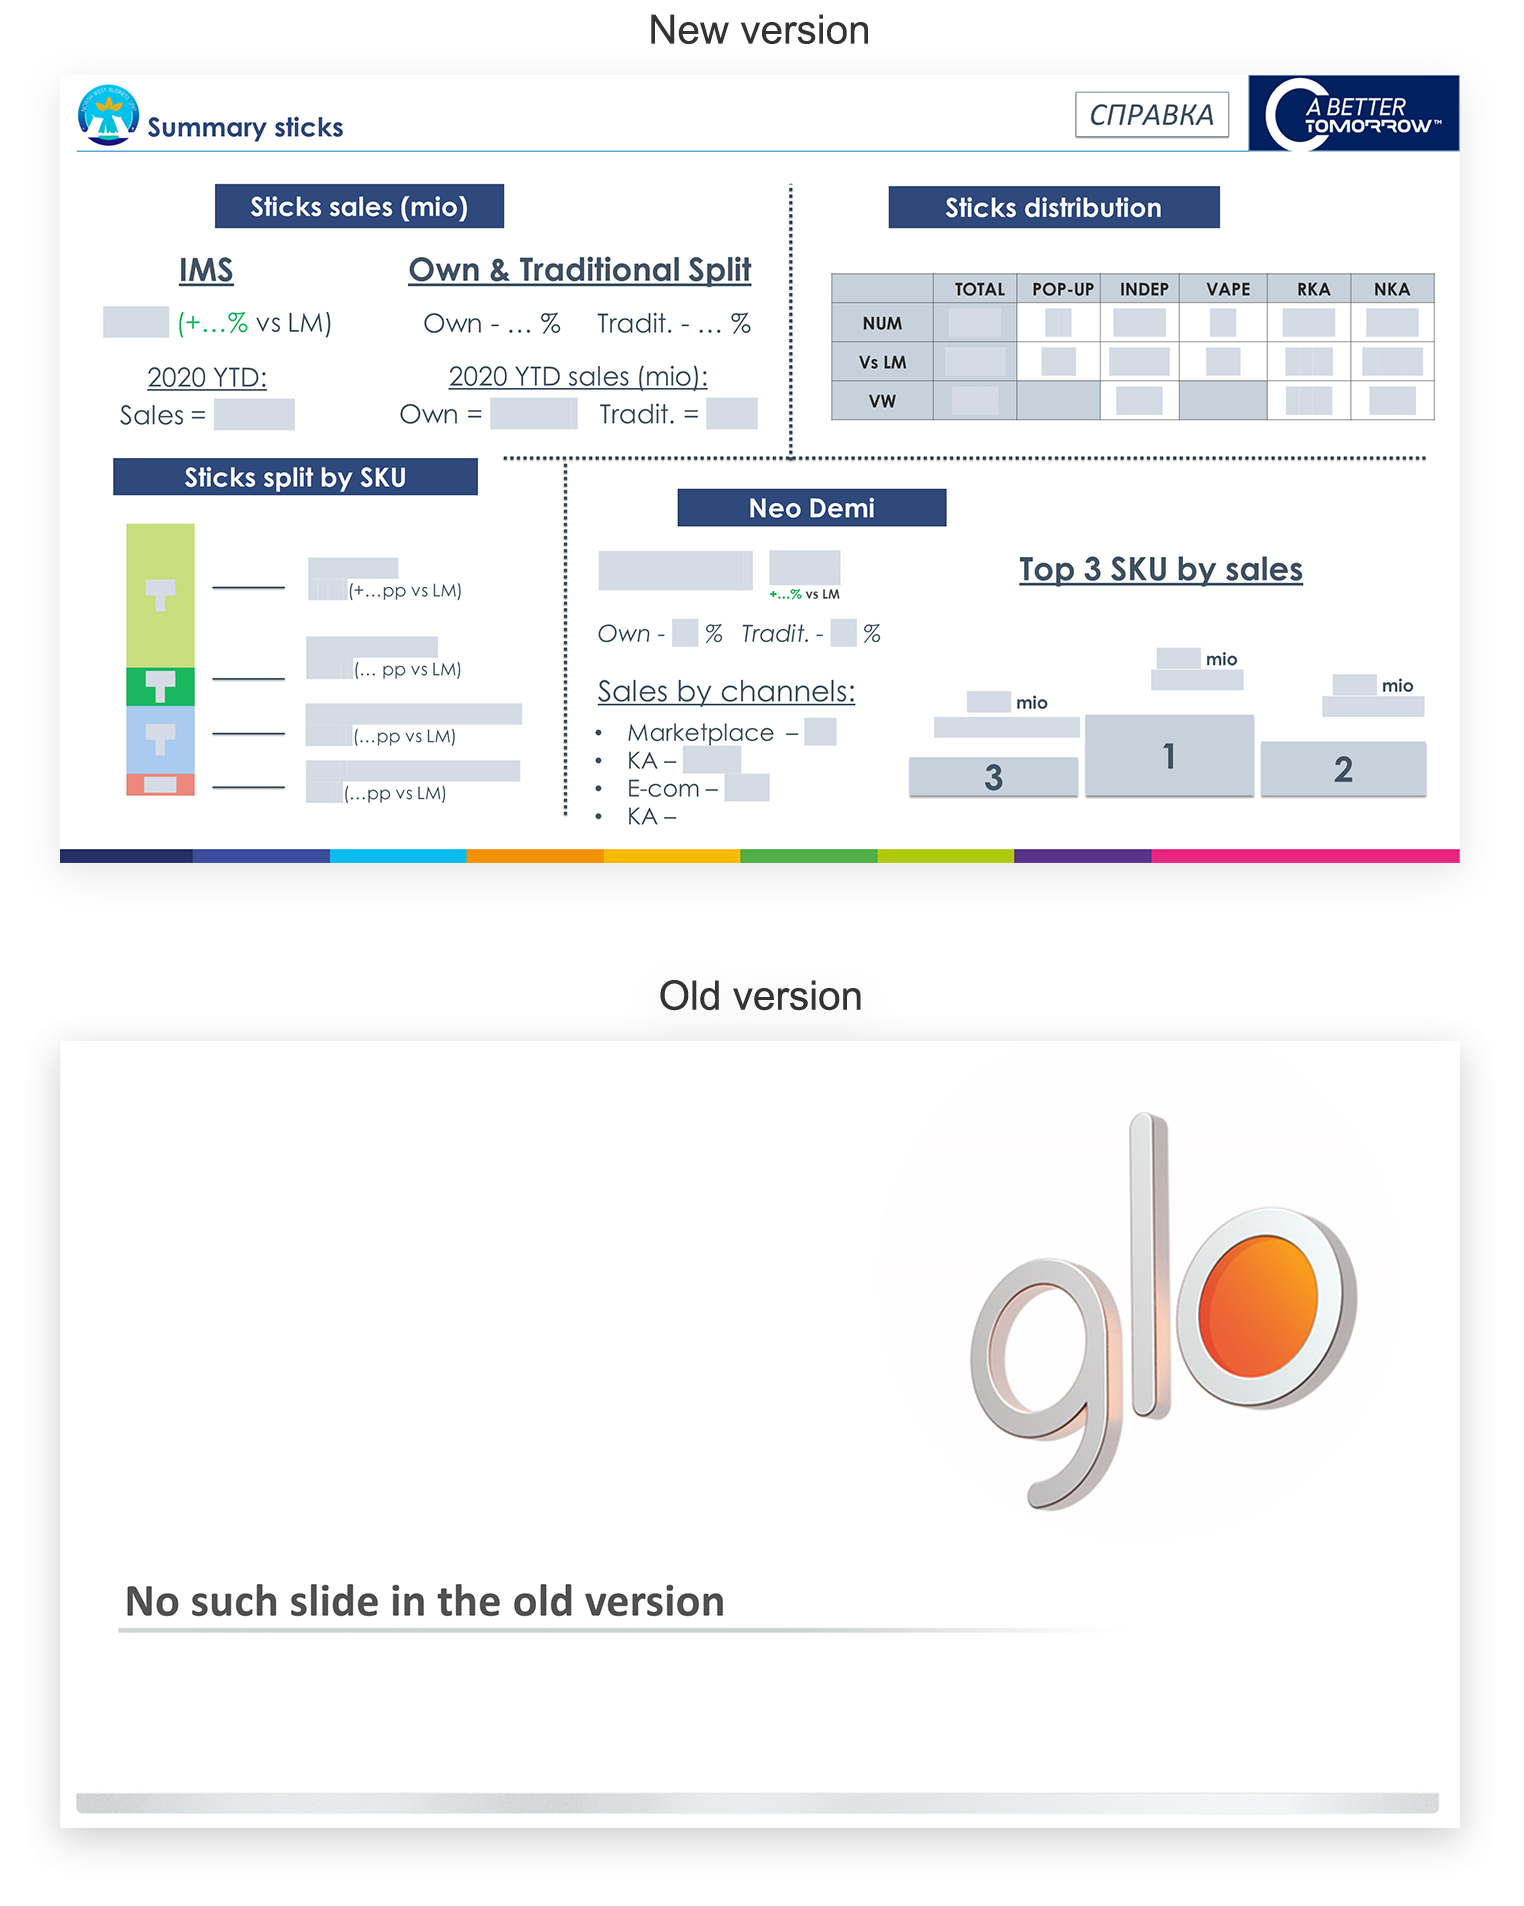 New version
NORTH-WEST BUSINESS UNIT
Summary sticks
СПРАВКА
A BETTER
TOMORROW™
Sticks sales (mio)
IMS
(+...% vs LM)
2020 YTD:
Sales =
Own & Traditional Split
Own - ... % Tradit. - ... %
2020 YTD sales (mio):
Own = Tradit. =
Sticks distribution
TOTAL POP-UP INDEP VAPE RKA NKA
NUM
Vs LM
VW
Sticks split by SKU
(+...pp vs LM)
(... pp vs LM)
(...pp vs LM)
(...pp vs LM)
Neo Demi
+...% vs LM
Own - % Tradit. - %
Sales by channels:
• Marketplace –
• KA –
• E-com –
• KA –
Top 3 SKU by sales
mio
mio
mio
3
1
2
Old version
glo
No such slide in the old version